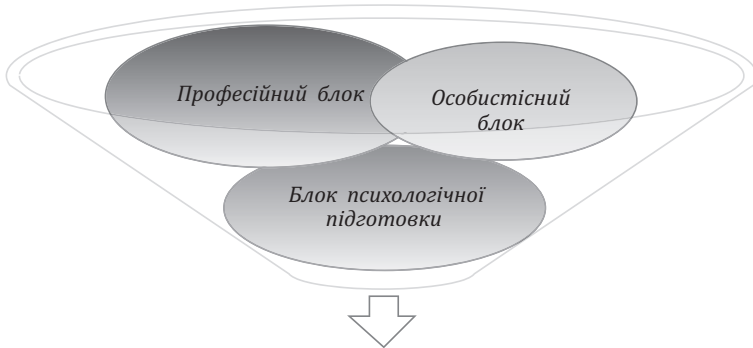 Професійний блок
Особистісний
блок
Блок психологічної
підготовки